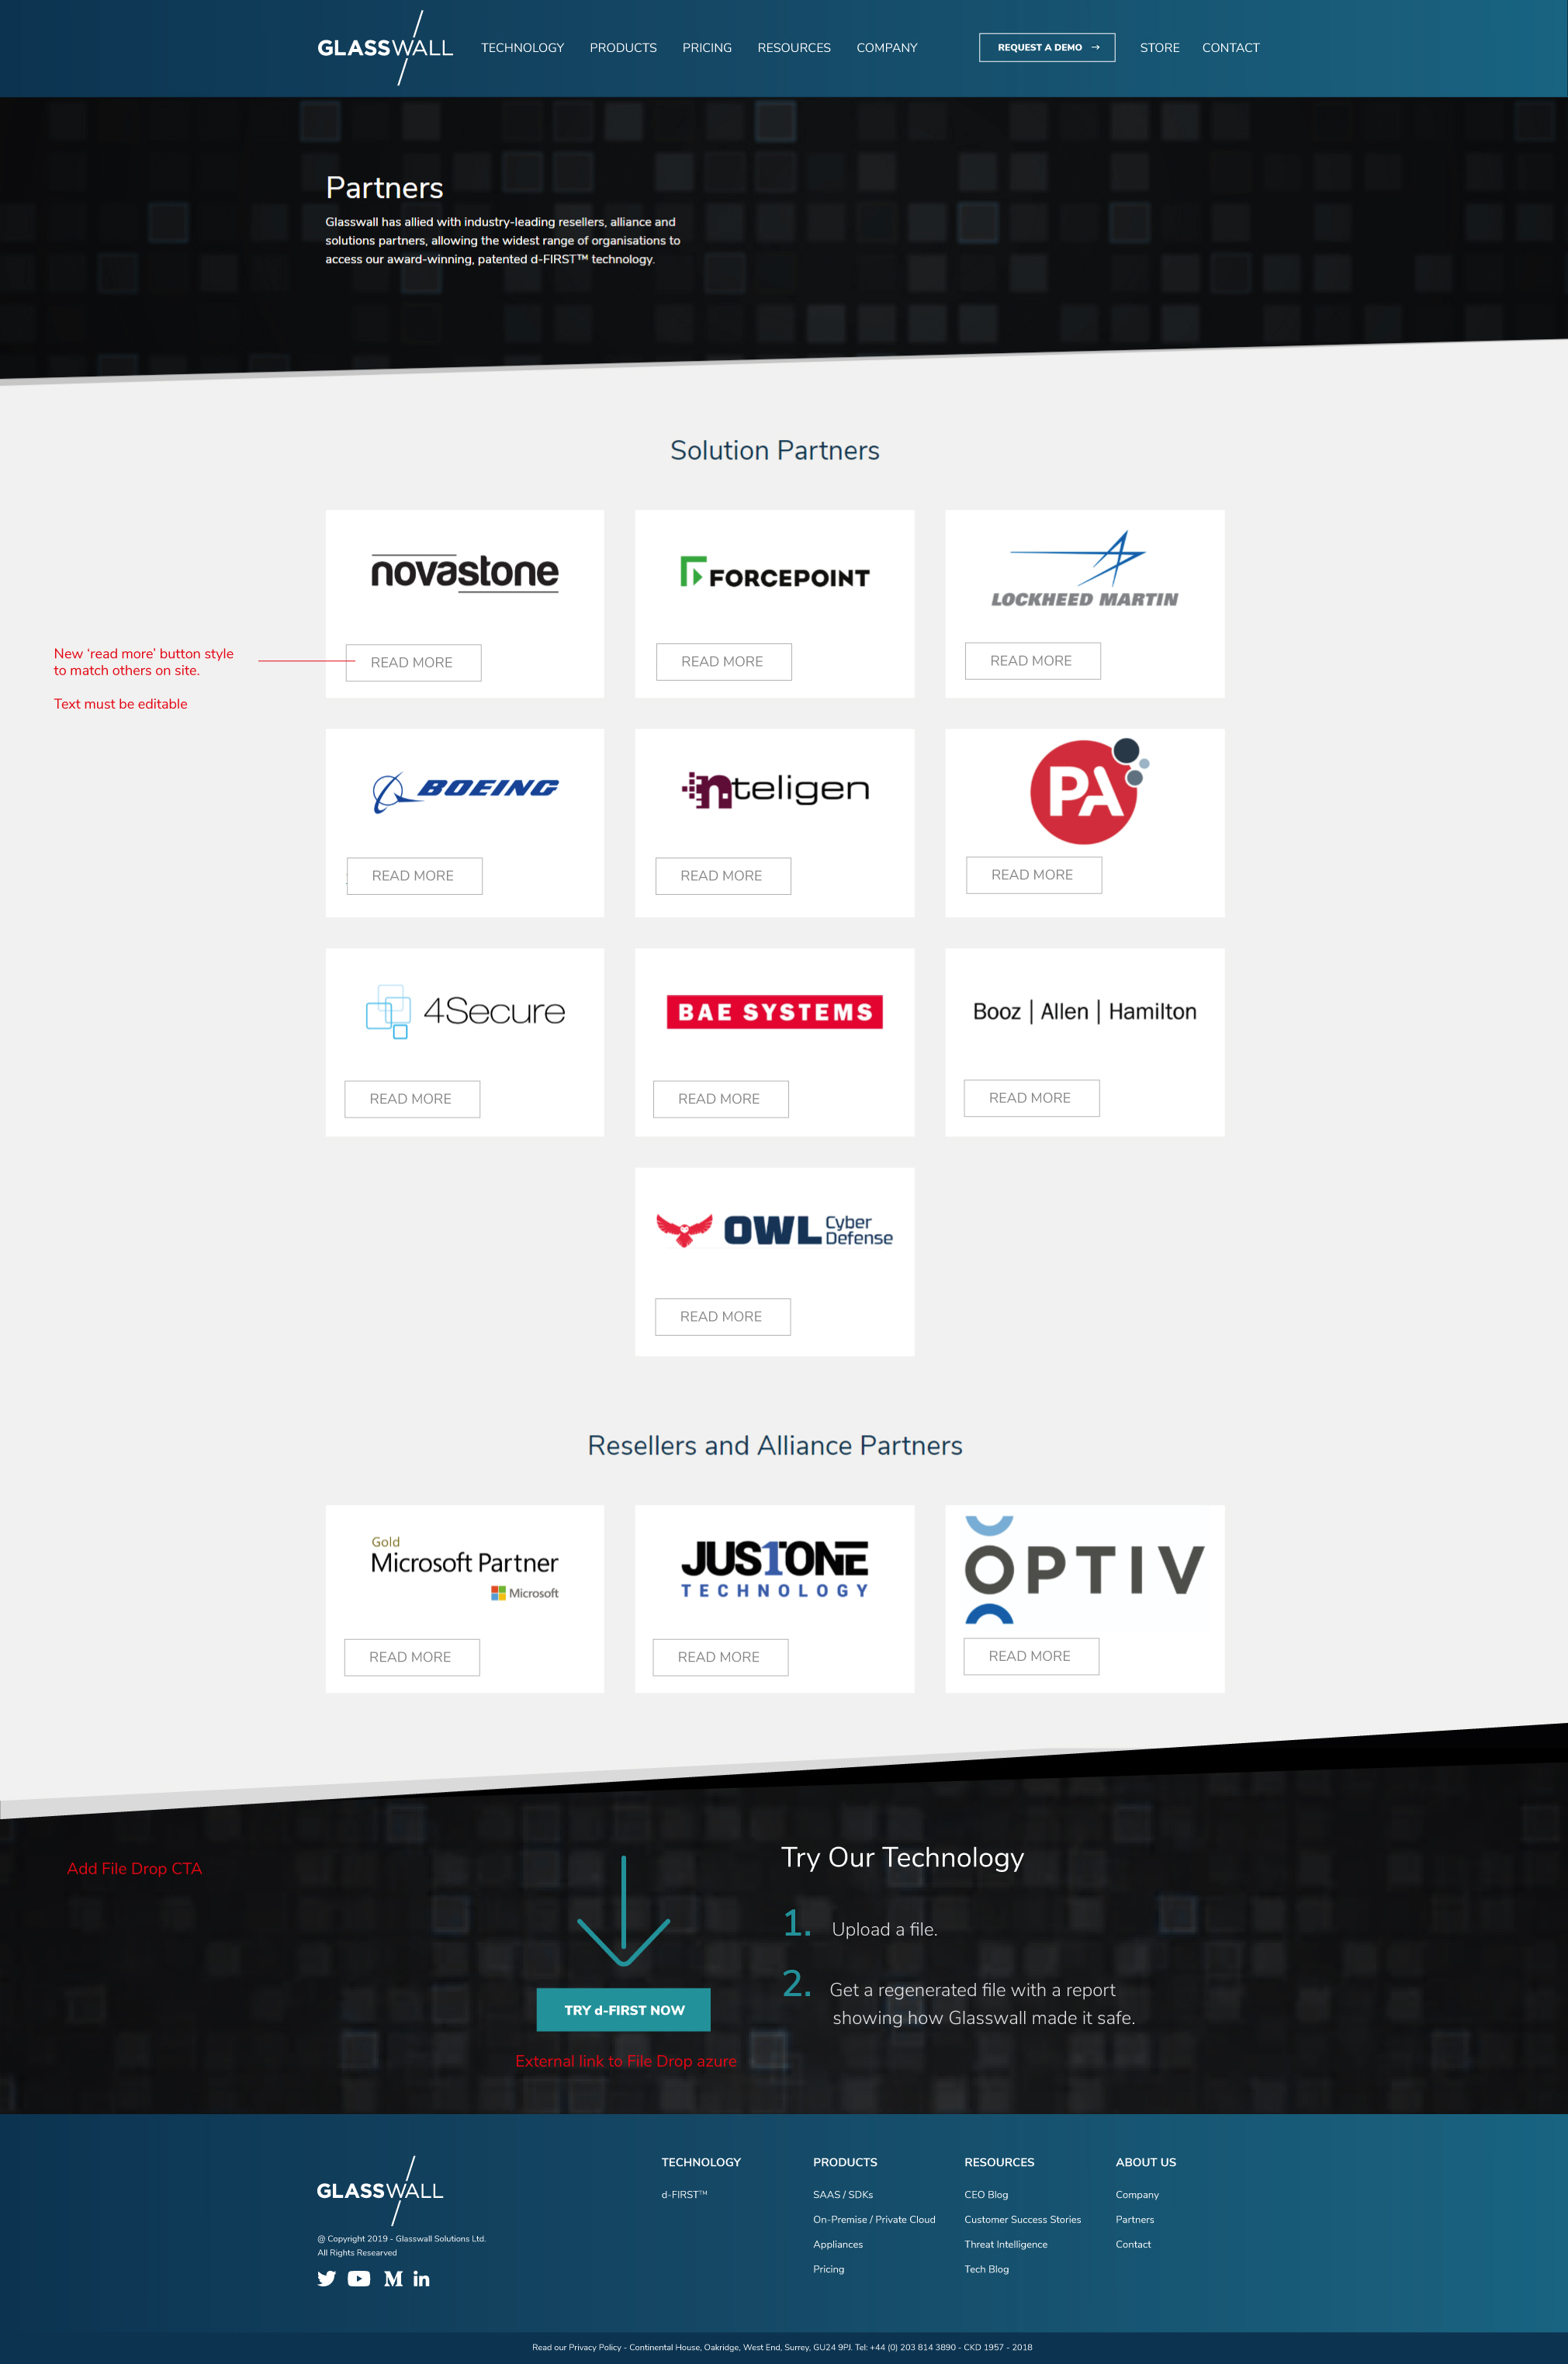 GLASSWALL
TECHNOLOGY
PRODUCTS
PRICING
RESOURCES
COMPANY
REQUEST A DEMO →
STORE
CONTACT
Partners
Glasswall has allied with industry-leading resellers, alliance and
solutions partners, allowing the widest range of organisations to
access our award-winning, patented d-FIRST™ technology.
Solution Partners
novastone
READ MORE
FORCEPOINT
READ MORE
LOCKHEED MARTIN
READ MORE
New ‘read more’ button style
to match others on site.
Text must be editable
BOEING
READ MORE
nteligen
READ MORE
PA
READ MORE
4Secure
READ MORE
BAE SYSTEMS
READ MORE
Booz | Allen | Hamilton
READ MORE
OWL Cyber
Defense
READ MORE
Resellers and Alliance Partners
Gold
Microsoft Partner
Microsoft
READ MORE
JUS1ONE
TECHNOLOGY
READ MORE
OPTIV
READ MORE
Add File Drop CTA
TRY d-FIRST NOW
External link to File Drop azure
Try Our Technology
1. Upload a file.
2. Get a regenerated file with a report
showing how Glasswall made it safe.
GLASSWALL
@ Copyright 2019 - Glasswall Solutions Ltd.
All Rights Researved
TECHNOLOGY
d-FIRST™
PRODUCTS
SAAS / SDKs
On-Premise / Private Cloud
Appliances
Pricing
RESOURCES
CEO Blog
Customer Success Stories
Threat Intelligence
Tech Blog
ABOUT US
Company
Partners
Contact
Read our Privacy Policy - Continental House, Oakridge, West End, Surrey, GU24 9PJ. Tel: +44 (0) 203 814 3890 - CKD 1957 - 2018